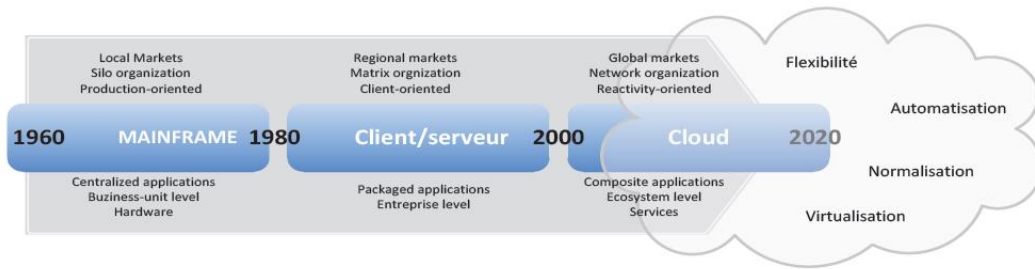 Local Markets
Silo organization
Production-oriented
Regional markets
Matrix orgnization
Client-oriented
Global markets
Network organization
Reactivity-oriented
Flexibilité
Automatisation
1960
MAINFRAME
1980
Client/serveur
2000
Cloud
2020
Normalisation
Virtualisation
Centralized applications
Buziness-unit level
Hardware
Packaged applications
Entreprise level
Composite applications
Ecosystem level
Services